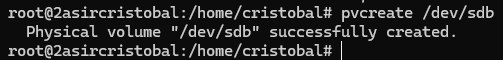 root@2asircristobal:/home/cristobal# pvcreate /dev/sdb
  Physical volume "/dev/sdb" successfully created.
root@2asircristobal:/home/cristobal#